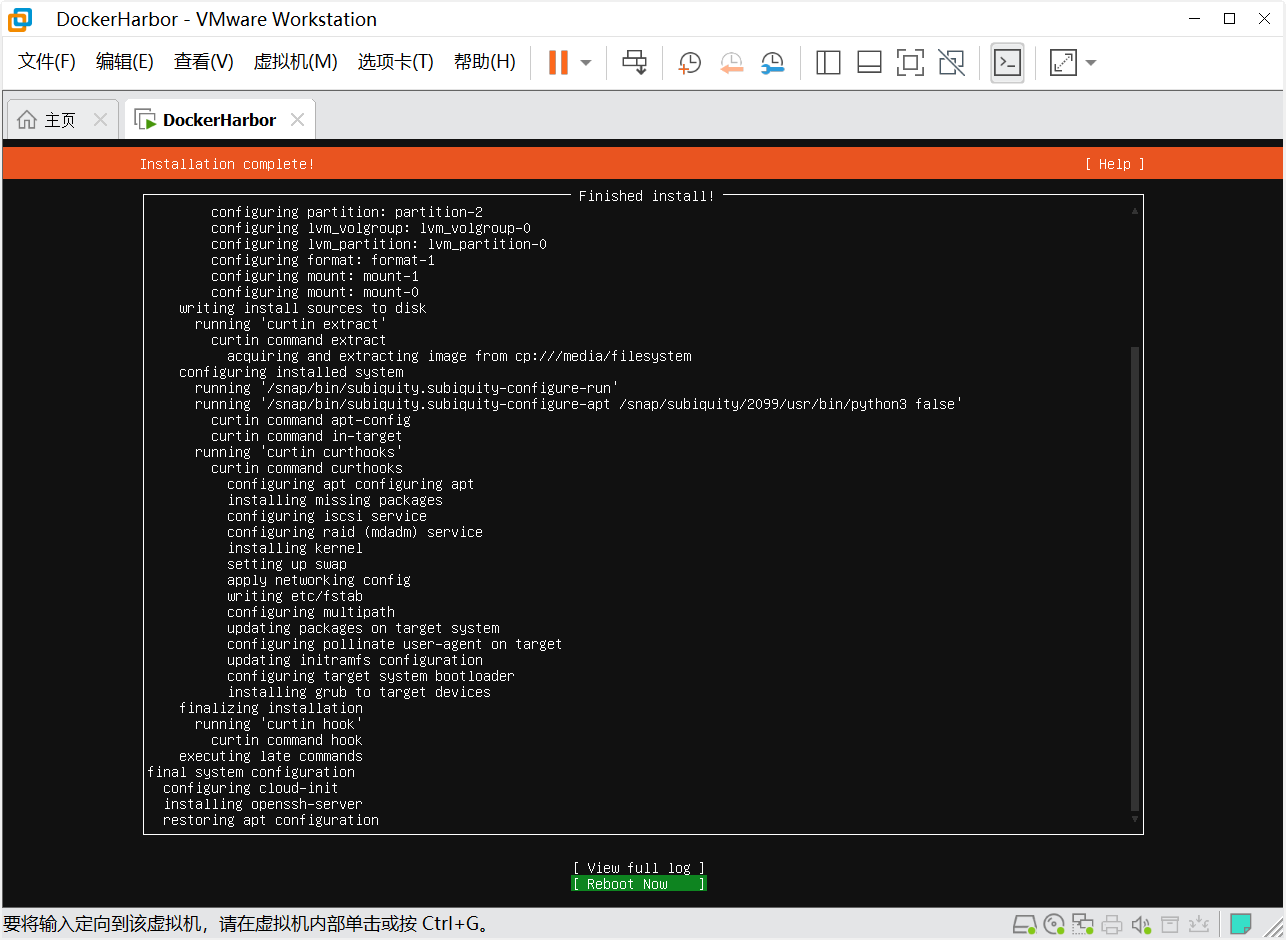 DockerHarbor - VMware Workstation
文件(F) 编辑(E) 查看(V) 虚拟机(M) 选项卡(T) 帮助(H)
主页 DockerHarbor
Installation complete! [ Help ]
Finished install!
configuring partition: partition-2
configuring lvm_volgroup: lvm_volgroup-0
configuring lvm_partition: lvm_partition-0
configuring format: format-1
configuring mount: mount-1
configuring mount: mount-0
writing install sources to disk
running 'curtin extract'
curtin command extract
acquiring and extracting image from cp:///media/filesystem
configuring installed system
running '/snap/bin/subiquity.subiquity-configure-run'
running '/snap/bin/subiquity.subiquity-configure-apt /snap/subiquity/2099/usr/bin/python3 false'
curtin command apt-config
curtin command in-target
running 'curtin curthooks'
curtin command curthooks
configuring apt configuring apt
installing missing packages
configuring iscsi service
configuring raid (mdadm) service
installing kernel
setting up swap
apply networking config
writing etc/fstab
configuring multipath
updating packages on target system
configuring pollinate user-agent on target
updating initramfs configuration
configuring target system bootloader
installing grub to target devices
finalizing installation
running 'curtin hook'
curtin command hook
executing late commands
final system configuration
configuring cloud-init
installing openssh-server
restoring apt configuration
[ View full log ]
[ Reboot Now ]
要将输入定向到该虚拟机，请在虚拟机内部单击或按 Ctrl+G。